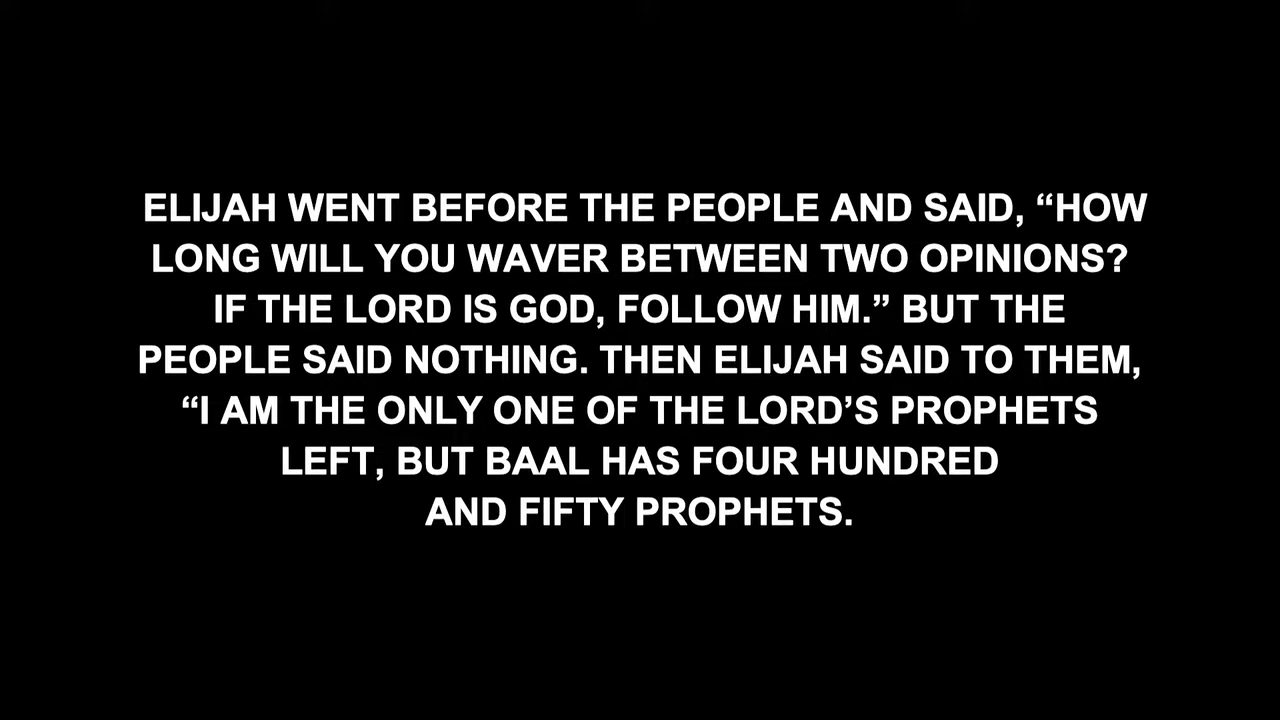 ELIJAH WENT BEFORE THE PEOPLE AND SAID, “HOW
LONG WILL YOU WAVER BETWEEN TWO OPINIONS?
IF THE LORD IS GOD, FOLLOW HIM.” BUT THE
PEOPLE SAID NOTHING. THEN ELIJAH SAID TO THEM,
“I AM THE ONLY ONE OF THE LORD’S PROPHETS
LEFT, BUT BAAL HAS FOUR HUNDRED
AND FIFTY PROPHETS.